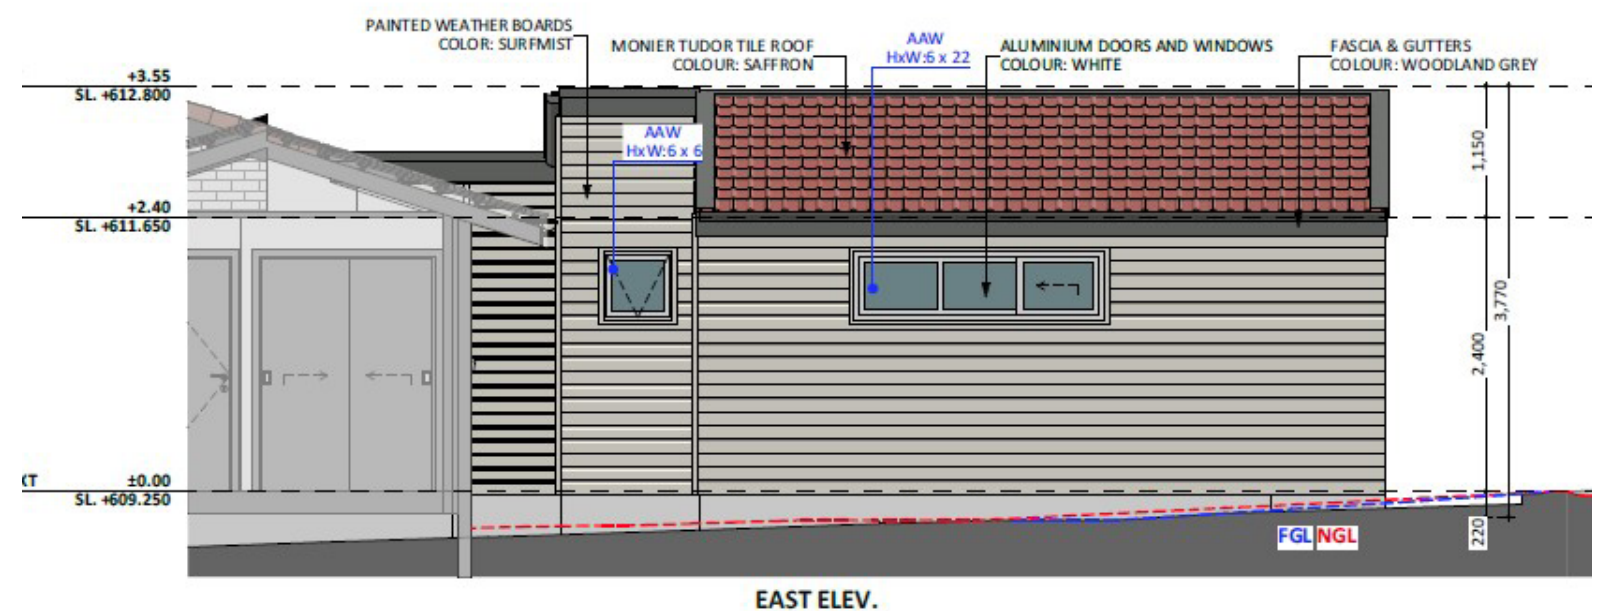 PAINTED WEATHER BOARDS
COLOR: SURFMIST
MONIER TUDOR TILE ROOF
COLOUR: SAFFRON
AAW
HxW:6 x 22
ALUMINIUM DOORS AND WINDOWS
COLOUR: WHITE
FASCIA & GUTTERS
COLOUR: WOODLAND GREY
+3.55
SL. +612.800
AAW
HxW:6 x 6
1,150
+2.40
SL. +611.650
3,770
2,400
XT
±0.00
SL. +609.250
FGL NGL
220
EAST ELEV.